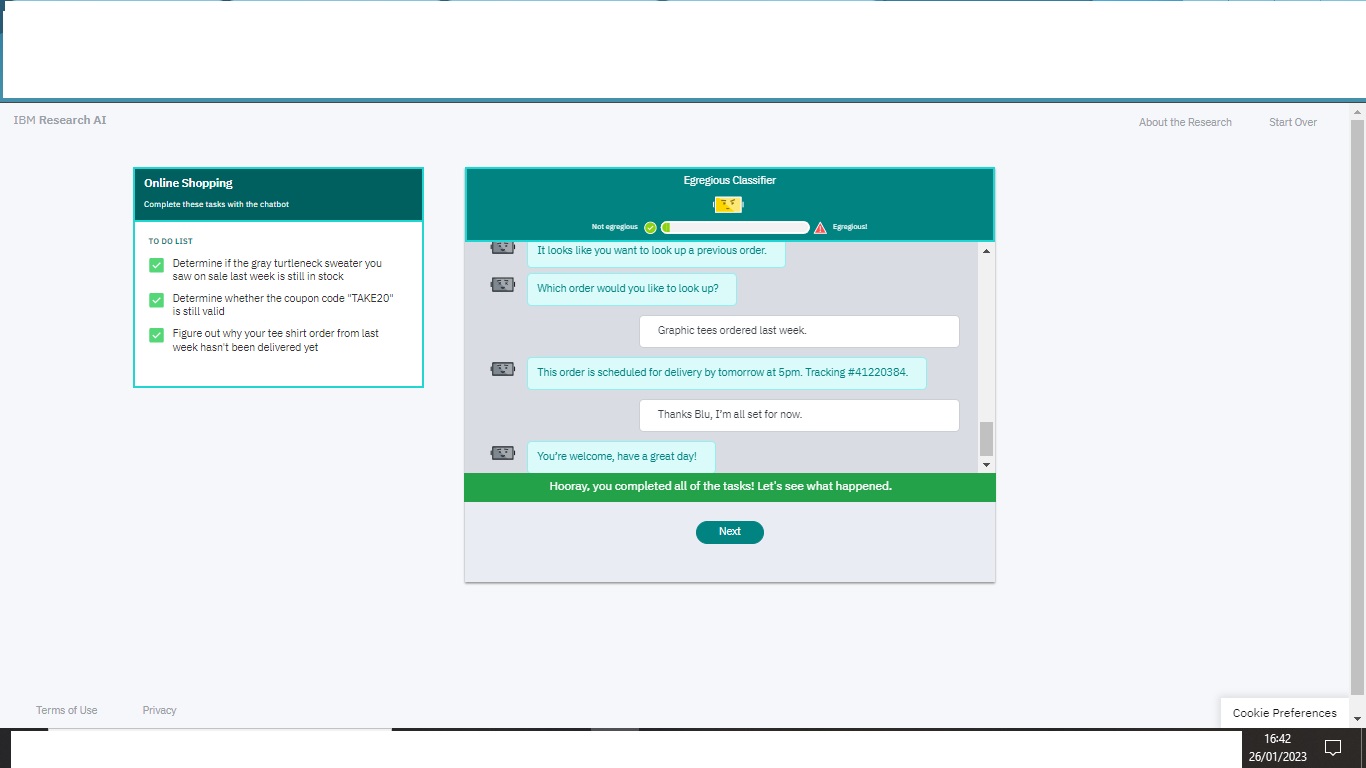 IBM Research AI
About the Research
Start Over
Online Shopping
Complete these tasks with the chatbot
TO DO LIST
Determine if the gray turtleneck sweater you
saw on sale last week is still in stock
Determine whether the coupon code "TAKE20"
is still valid
Figure out why your tee shirt order from last
week hasn't been delivered yet
Egregious Classifier
Not egregious
Egregious!
It looks like you want to look up a previous order.
Which order would you like to look up?
Graphic tees ordered last week.
This order is scheduled for delivery by tomorrow at 5pm. Tracking #41220384.
Thanks Blu, I'm all set for now.
You're welcome, have a great day!
Hooray, you completed all of the tasks! Let's see what happened.
Next
Terms of Use
Privacy
Cookie Preferences
16:42
26/01/2023